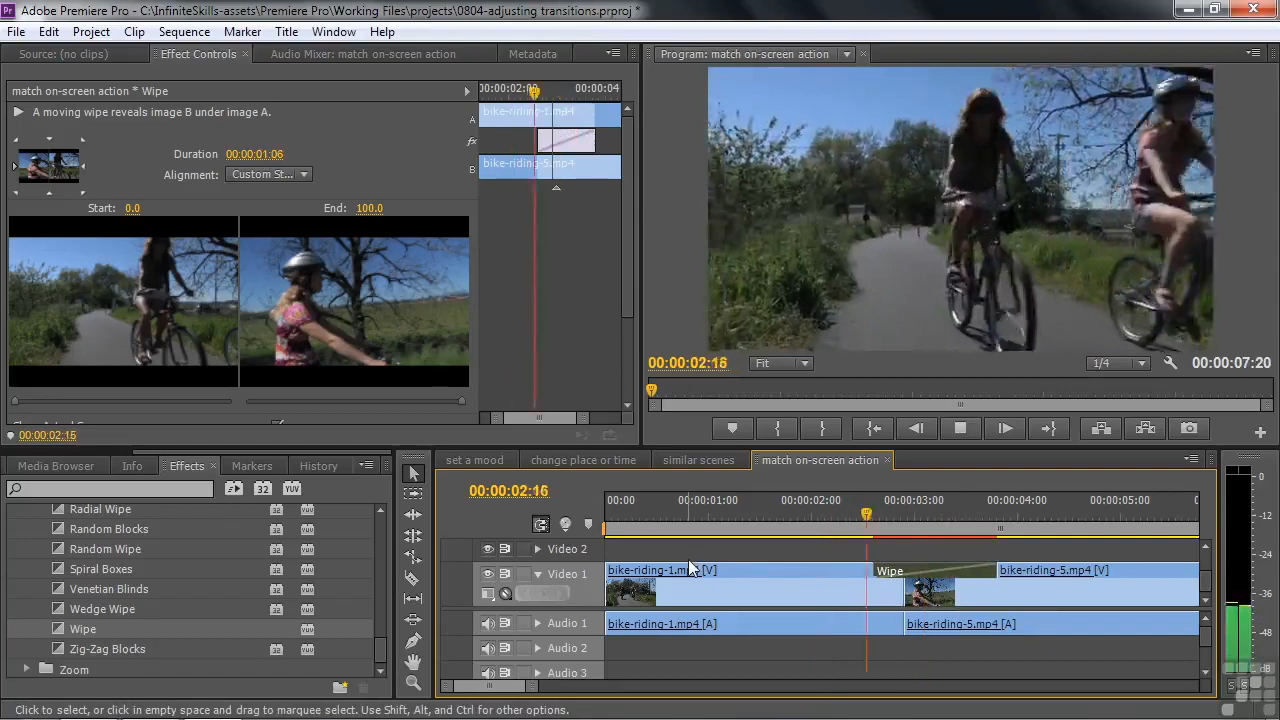 Pr Adobe Premiere Pro - C:\InfiniteSkills-assets\Premiere Pro\Working Files\projects\0804-adjusting transitions.prproj *
File Edit Project Clip Sequence Marker Title Window Help
Source: (no clips) Effect Controls Audio Mixer: match on-screen action Metadata
Program: match on-screen action
match on-screen action * Wipe
00:00:04
A moving wipe reveals image B under image A.
A
Duration 00:00:01:06
fx
Alignment: Custom St...
B
bike-riding-5.mp4
Start: 0.0 End: 100.0
00:00:02:16 Fit 1/4 00:00:07:20
00:00:02:15
Media Browser Info Effects Markers History
set a mood change place or time similar scenes match on-screen action
00:00:02:16
00:00 00:00:01:00 00:00:02:00 00:00:03:00 00:00:04:00 00:00:05:00
Radial Wipe
Random Blocks
Random Wipe
Spiral Boxes
Venetian Blinds
Wedge Wipe
Wipe
Zig-Zag Blocks
Zoom
Video 2
Video 1
bike-riding-1.mp4 [V] Wipe bike-riding-5.mp4 [V]
Audio 1 bike-riding-1.mp4 [A] bike-riding-5.mp4 [A]
Audio 2
Audio 3
0
-12
-24
-36
-48
dB
S S
Click to select, or click in empty space and drag to marquee select. Use Shift, Alt, and Ctrl for other options.